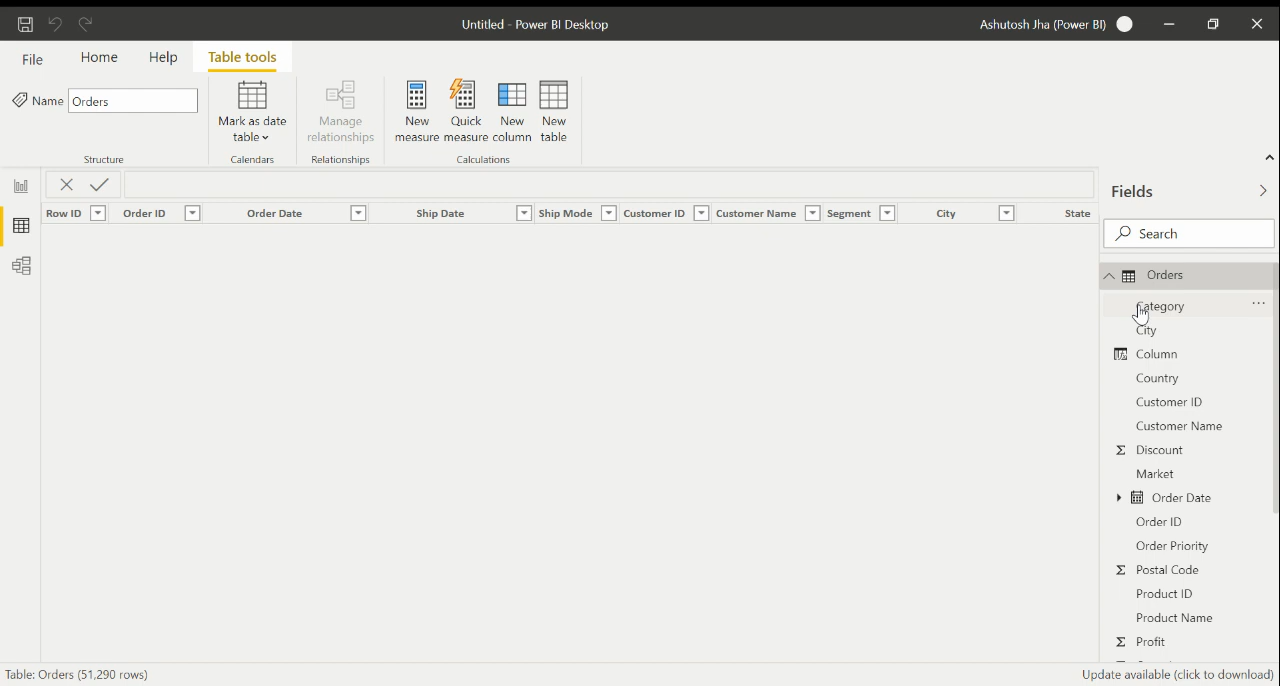 Untitled - Power BI Desktop
Ashutosh Jha (Power BI)
File
Home
Help
Table tools
Name
Orders
Structure
Mark as date
table
Calendars
Manage
relationships
Relationships
New
measure
Quick
measure
New
column
New
table
Calculations
Row ID
Order ID
Order Date
Ship Date
Ship Mode
Customer ID
Customer Name
Segment
City
State
Fields
Search
Orders
Category
City
Column
Country
Customer ID
Customer Name
Discount
Market
Order Date
Order ID
Order Priority
Postal Code
Product ID
Product Name
Profit
Table: Orders (51,290 rows)
Update available (click to download)